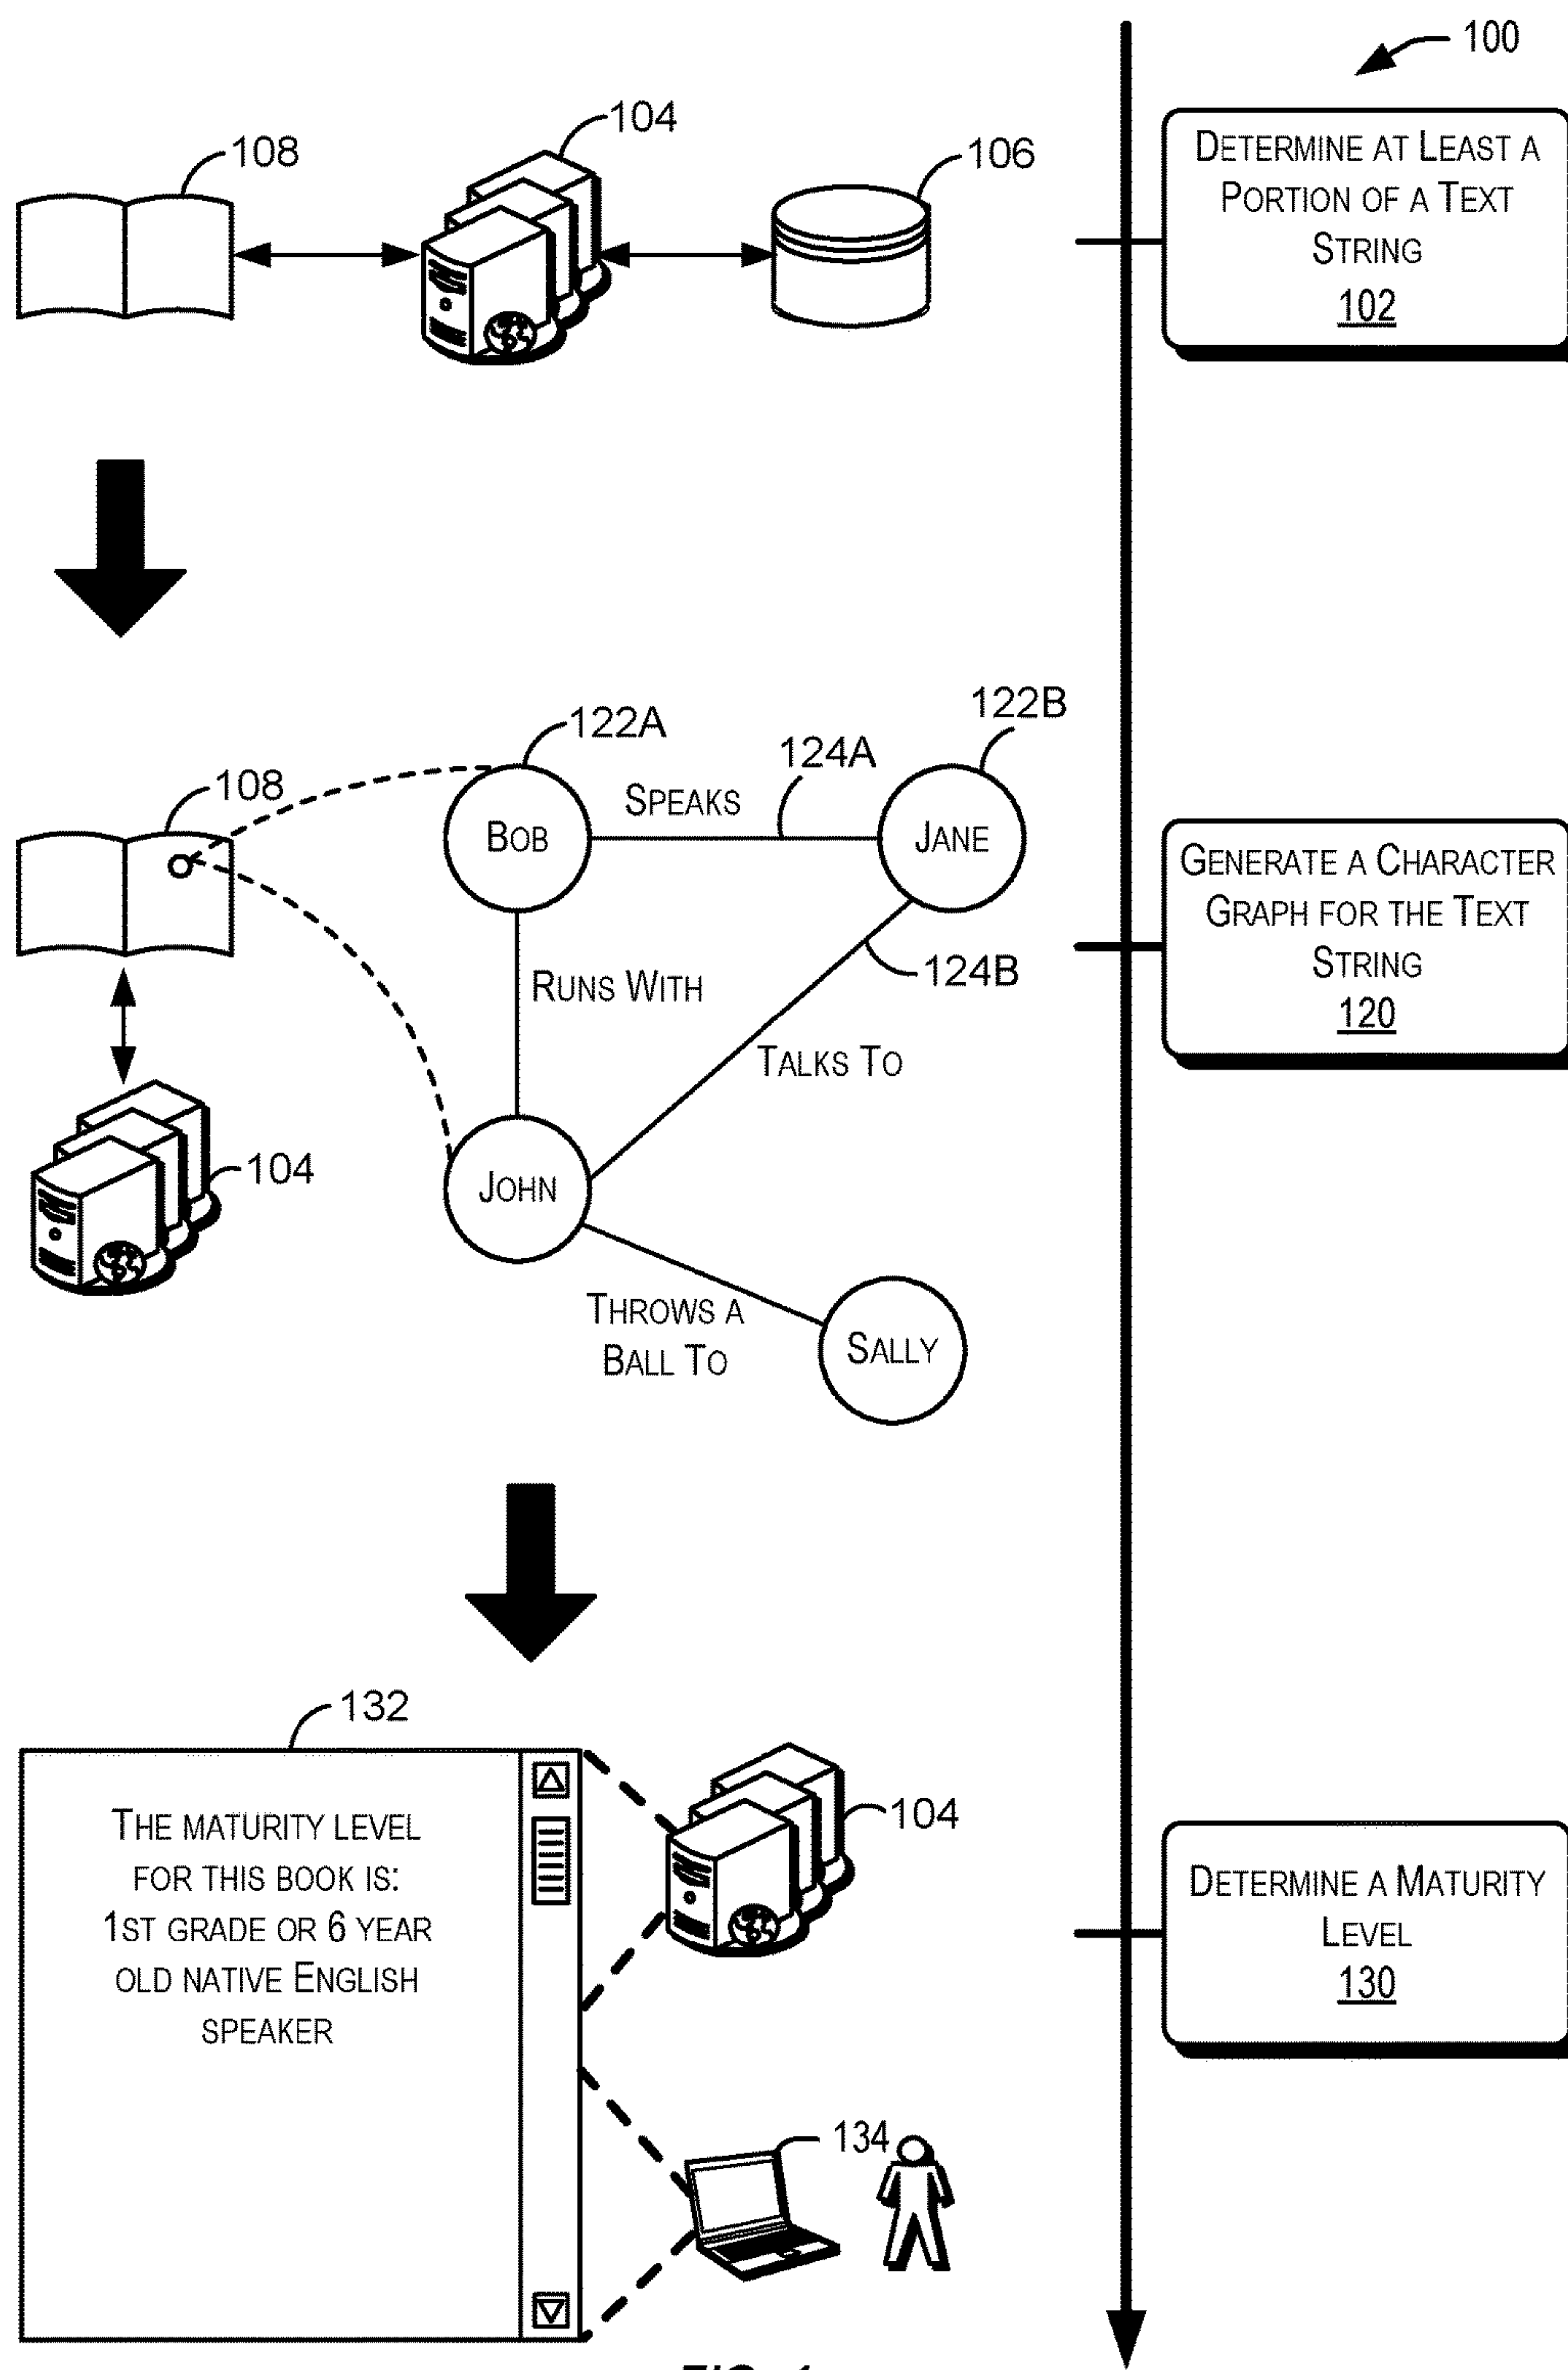 100
DETERMINE AT LEAST A
PORTION OF A TEXT
STRING
102
108
104
106
122A
122B
124A
SPEAKS
108
BOB
JANE
GENERATE A CHARACTER
GRAPH FOR THE TEXT
STRING
120
124B
RUNS WITH
TALKS TO
104
JOHN
THROWS A
BALL TO
SALLY
132
THE MATURITY LEVEL
FOR THIS BOOK IS:
1ST GRADE OR 6 YEAR
OLD NATIVE ENGLISH
SPEAKER
104
DETERMINE A MATURITY
LEVEL
130
134